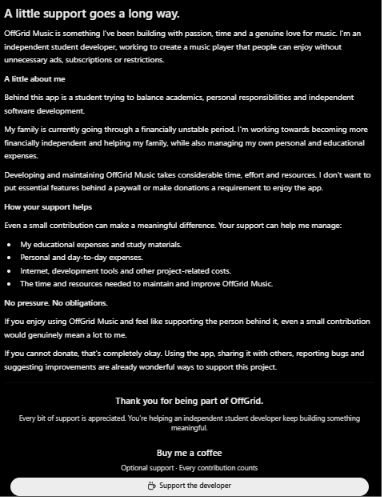 A little support goes a long way.
OffGrid Music is something I've been building with passion, time and a genuine love for music. I'm an
independent student developer, working to create a music player that people can enjoy without
unnecessary ads, subscriptions or restrictions.
A little about me
Behind this app is a student trying to balance academics, personal responsibilities and independent
software development.
My family is currently going through a financially unstable period. I'm working towards becoming more
financially independent and helping my family, while also managing my own personal and educational
expenses.
Developing and maintaining OffGrid Music takes considerable time, effort and resources. I don't want to
put essential features behind a paywall or make donations a requirement to enjoy the app.
How your support helps
Even a small contribution can make a meaningful difference. Your support can help me manage:
• My educational expenses and study materials.
• Personal and day-to-day expenses.
• Internet, development tools and other project-related costs.
• The time and resources needed to maintain and improve OffGrid Music.
No pressure. No obligations.
If you enjoy using OffGrid Music and feel like supporting the person behind it, even a small contribution
would genuinely mean a lot to me.
If you cannot donate, that's completely okay. Using the app, sharing it with others, reporting bugs and
suggesting improvements are already wonderful ways to support this project.
Thank you for being part of OffGrid.
Every bit of support is appreciated. You're helping an independent student developer keep building something
meaningful.
Buy me a coffee
Optional support · Every contribution counts
Support the developer